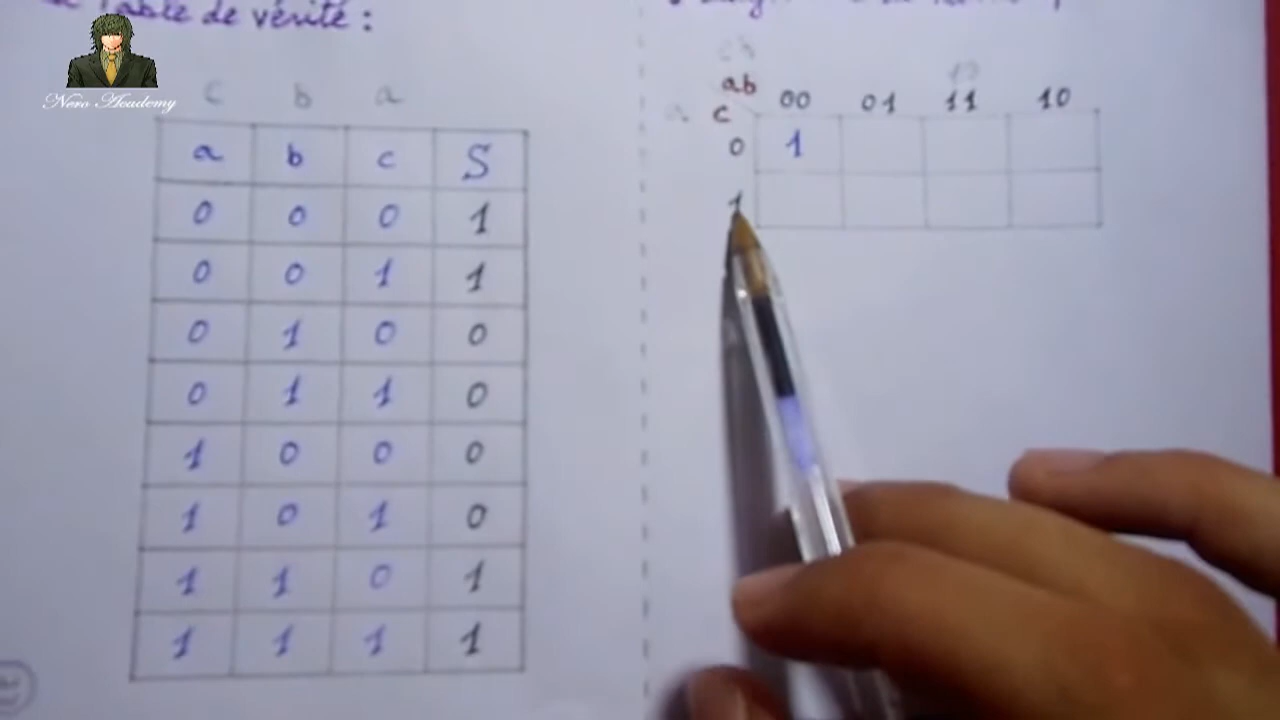 Table de vérité :
Nero Academy
c b a
a b c S
0 0 0 1
0 0 1 1
0 1 0 0
0 1 1 0
1 0 0 0
1 0 1 0
1 1 0 1
1 1 1 1
ab 00 01 11 10
a c
0 1
1